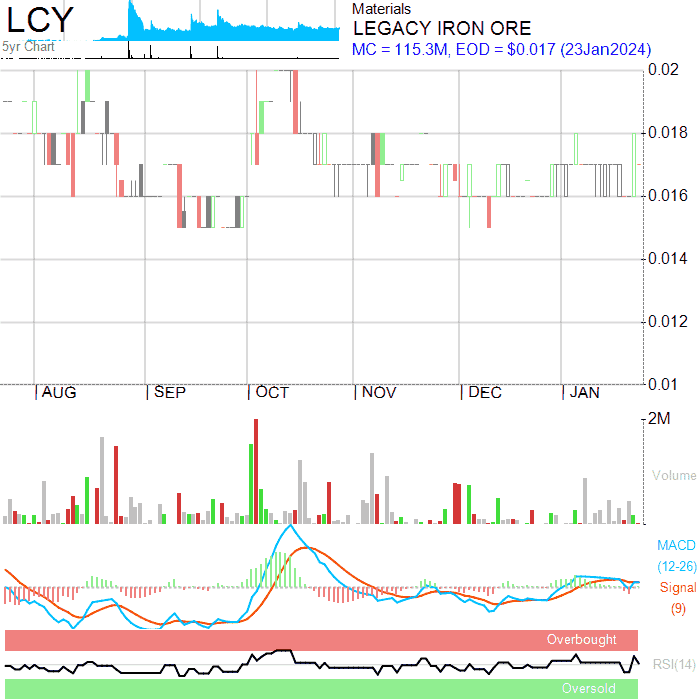 LCY
5yr Chart
Materials
LEGACY IRON ORE
MC = 115.3M, EOD = $0.017 (23Jan2024)
0.02
0.018
0.016
0.014
0.012
0.01
AUG SEP OCT NOV DEC JAN
2M
Volume
MACD
(12-26)
Signal
(9)
Overbought
RSI(14)
Oversold